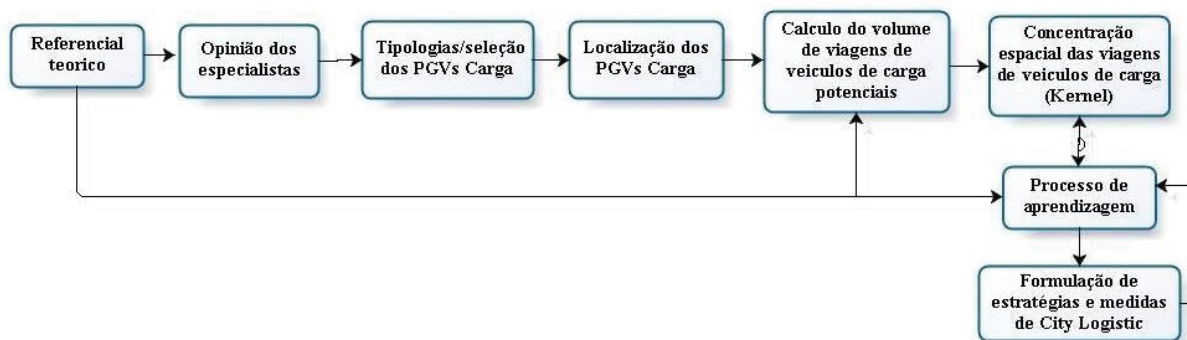 Referencial
teorico
Opinião dos
especialistas
Tipologias/seleção
dos PGVs Carga
Localização dos
PGVs Carga
Calculo do volume
de viagens de
veiculos de carga
potenciais
Concentração
espacial das viagens
de veiculos de carga
(Kernel)
Processo de
aprendizagem
Formulação de
estratégias e medidas
de City Logistic